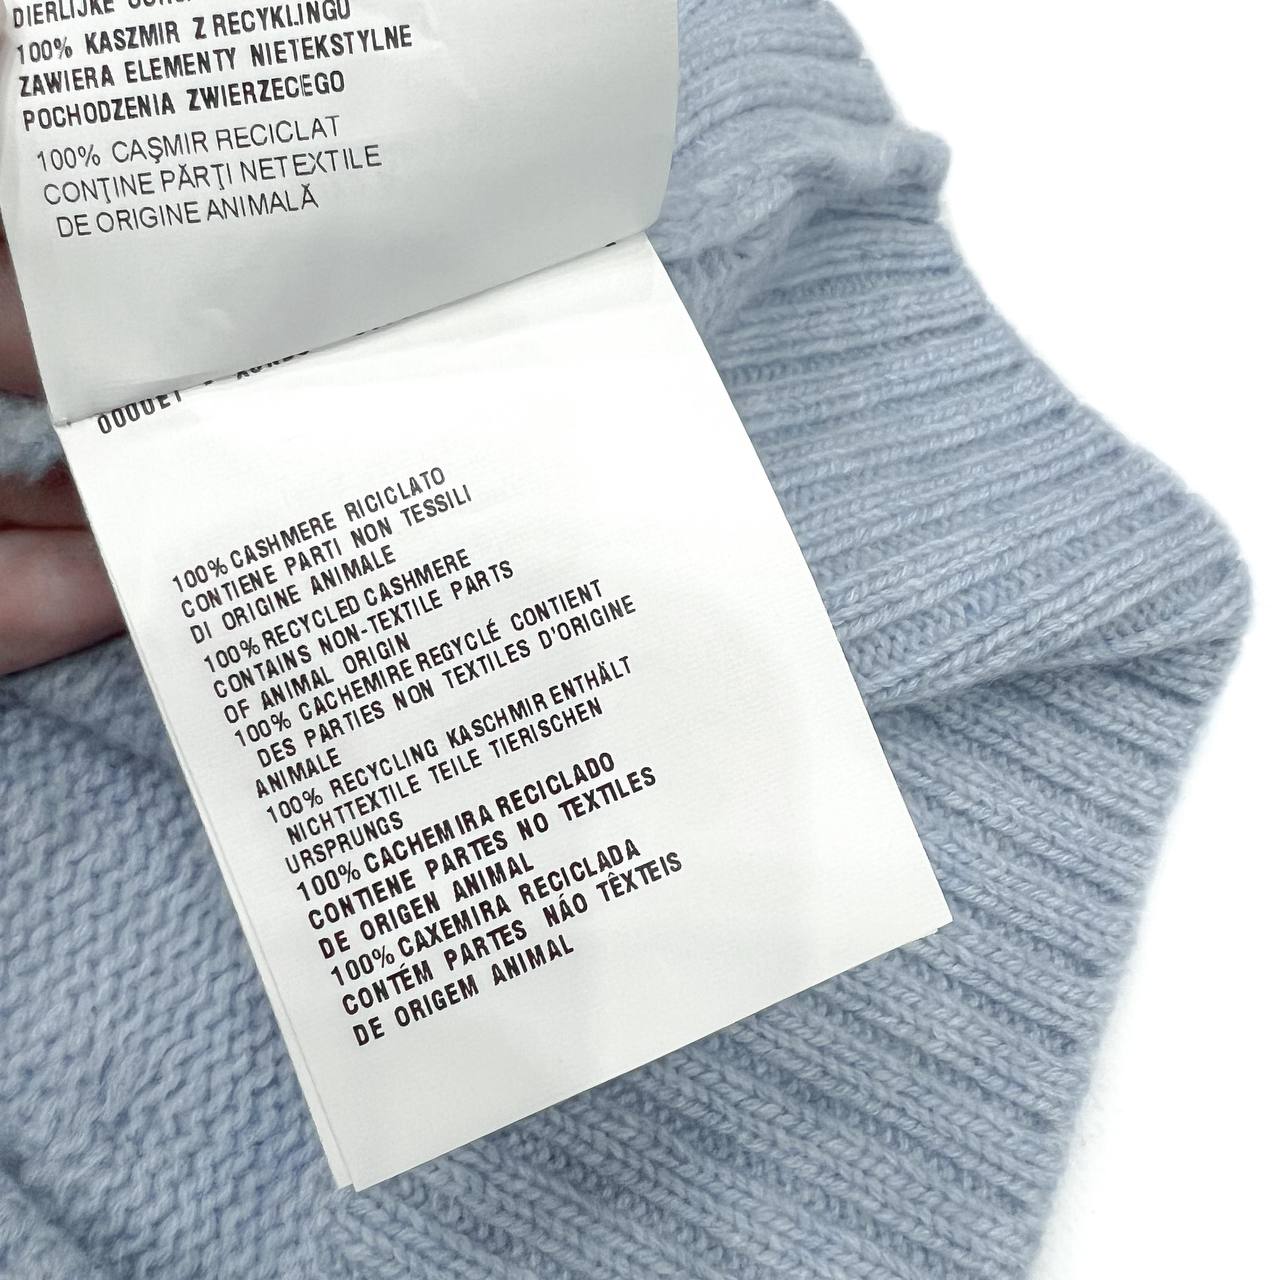 DIERLIJKE
100% KASZMIR Z RECYKLINGU
ZAWIERA ELEMENTY NIETEKSTYLNE
POCHODZENIA ZWIERZECEGO
100% CAŞMIR RECICLAT
CONŢINE PĂRŢI NETEXTILE
DE ORIGINE ANIMALĂ
100% CASHMERE RICICLATO
CONTIENE PARTI NON TESSILI
DI ORIGINE ANIMALE
100% RECYCLED CASHMERE
CONTAINS NON-TEXTILE PARTS
OF ANIMAL ORIGIN
100% CACHEMIRE RECYCLÉ CONTIENT
DES PARTIES NON TEXTILES D'ORIGINE
ANIMALE
100% RECYCLING KASCHMIR ENTHÄLT
NICHTTEXTILE TEILE TIERISCHEN
URSPRUNGS
100% CACHEMIRA RECICLADO
CONTIENE PARTES NO TEXTILES
DE ORIGEN ANIMAL
100% CAXEMIRA RECICLADA
CONTÉM PARTES NÁO TÊXTEIS
DE ORIGEM ANIMAL